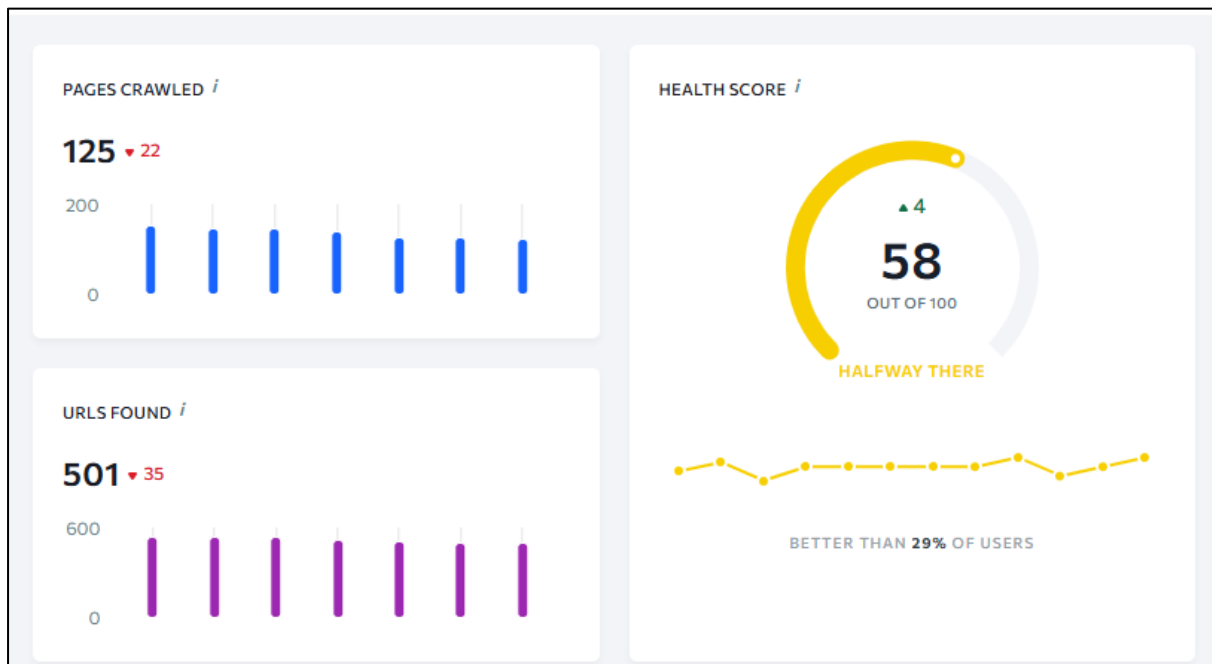 PAGES CRAWLED i
125 ▼ 22
200
0
URLS FOUND i
501 ▼ 35
600
0
HEALTH SCORE i
▲ 4
58
OUT OF 100
HALFWAY THERE
BETTER THAN 29% OF USERS